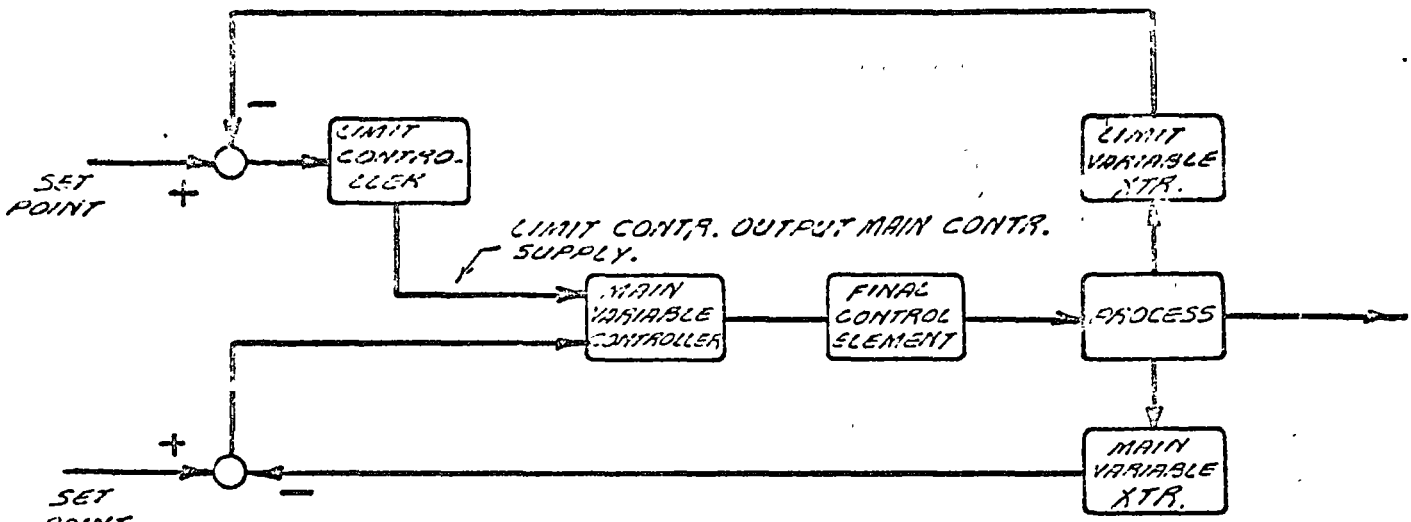 −
LIMIT
CONTRO-
LLER
LIMIT
VARIABLE
XTR.
+
SET
POINT
LIMIT CONTR. OUTPUT MAIN CONTR.
SUPPLY.
MAIN
VARIABLE
CONTROLLER
FINAL
CONTROL
ELEMENT
PROCESS
+
−
SET
POINT
MAIN
VARIABLE
XTR.